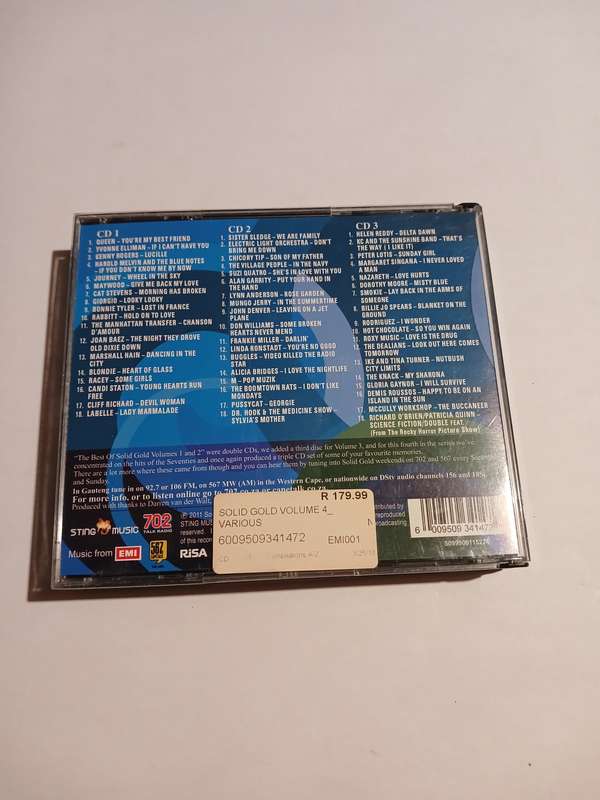 CD 1
1. QUEEN - YOU'RE MY BEST FRIEND
2. YVONNE ELLIMAN - IF I CAN'T HAVE YOU
3. KENNY ROGERS - LUCILLE
4. HAROLD MELVIN AND THE BLUE NOTES
- IF YOU DON'T KNOW ME BY NOW
5. JOURNEY - WHEEL IN THE SKY
6. MAYWOOD - GIVE ME BACK MY LOVE
7. CAT STEVENS - MORNING HAS BROKEN
8. GIORGIO - LOOKY LOOKY
9. BONNIE TYLER - LOST IN FRANCE
10. RABBITT - HOLD ON TO LOVE
11. THE MANHATTAN TRANSFER - CHANSON
D'AMOUR
12. JOAN BAEZ - THE NIGHT THEY DROVE
OLD DIXIE DOWN
13. MARSHALL HAIN - DANCING IN THE
CITY
14. BLONDIE - HEART OF GLASS
15. RACEY - SOME GIRLS
16. CANDI STATON - YOUNG HEARTS RUN
FREE
17. CLIFF RICHARD - DEVIL WOMAN
18. LABELLE - LADY MARMALADE
CD 2
1. SISTER SLEDGE - WE ARE FAMILY
2. ELECTRIC LIGHT ORCHESTRA - DON'T
BRING ME DOWN
3. CHICORY TIP - SON OF MY FATHER
4. THE VILLAGE PEOPLE - IN THE NAVY
5. SUZI QUATRO - SHE'S IN LOVE WITH YOU
6. ALAN GARRITY - PUT YOUR HAND IN
THE HAND
7. LYNN ANDERSON - ROSE GARDEN
8. MUNGO JERRY - IN THE SUMMERTIME
9. JOHN DENVER - LEAVING ON A JET
PLANE
10. DON WILLIAMS - SOME BROKEN
HEARTS NEVER MEND
11. FRANKIE MILLER - DARLIN'
12. LINDA RONSTADT - YOU'RE NO GOOD
13. BUGGLES - VIDEO KILLED THE RADIO
STAR
14. ALICIA BRIDGES - I LOVE THE NIGHTLIFE
15. M - POP MUZIK
16. THE BOOMTOWN RATS - I DON'T LIKE
MONDAYS
17. PUSSYCAT - GEORGIE
18. DR. HOOK & THE MEDICINE SHOW -
SYLVIA'S MOTHER
CD 3
1. HELEN REDDY - DELTA DAWN
2. KC AND THE SUNSHINE BAND - THAT'S
THE WAY ( I LIKE IT)
3. PETER LOTIS - SUNDAY GIRL
4. MARGARET SINGANA - I NEVER LOVED
A MAN
5. NAZARETH - LOVE HURTS
6. DOROTHY MOORE - MISTY BLUE
7. SMOKIE - LAY BACK IN THE ARMS OF
SOMEONE
8. BILLIE JO SPEARS - BLANKET ON THE
GROUND
9. RODRIGUEZ - I WONDER
10. HOT CHOCOLATE - SO YOU WIN AGAIN
11. ROXY MUSIC - LOVE IS THE DRUG
12. THE DEALIANS - LOOK OUT HERE COMES
TOMORROW
13. IKE AND TINA TURNER - NUTBUSH
CITY LIMITS
14. THE KNACK - MY SHARONA
15. GLORIA GAYNOR - I WILL SURVIVE
16. DEMIS ROUSSOS - HAPPY TO BE ON AN
ISLAND IN THE SUN
17. MCCULLY WORKSHOP - THE BUCCANEER
18. RICHARD O'BRIEN/PATRICIA QUINN -
SCIENCE FICTION/DOUBLE FEAT.
(From The Rocky Horror Picture Show)
"The Best Of Solid Gold Volumes 1 and 2" were double CDs, we added a third disc for Volume 3, and for this fourth in the series we've
concentrated on the hits of the Seventies and once again produced a triple CD set of some of your favourite memories.
There are a lot more where these came from though and you can hear them by tuning into Solid Gold weekends on 702 and 567 every
and Sunday.
In Gauteng tune in on 92.7 or 106 FM, on 567 MW (AM) in the Western Cape, or nationwide on DStv audio channels 156 and
For more info, or to listen online go to 702.co.za or capetalk.co.za
Produced with thanks to Darren van der Walt.
STING MUSIC
702
TALK RADIO
Music from EMI
567
RiSA
℗ 2011
STING
of this recor
R 179.99
SOLID GOLD VOLUME 4_
VARIOUS N
6009509341472 EMI001
CD
distributed by
reproduced
broadcasting.
6 009509 341472